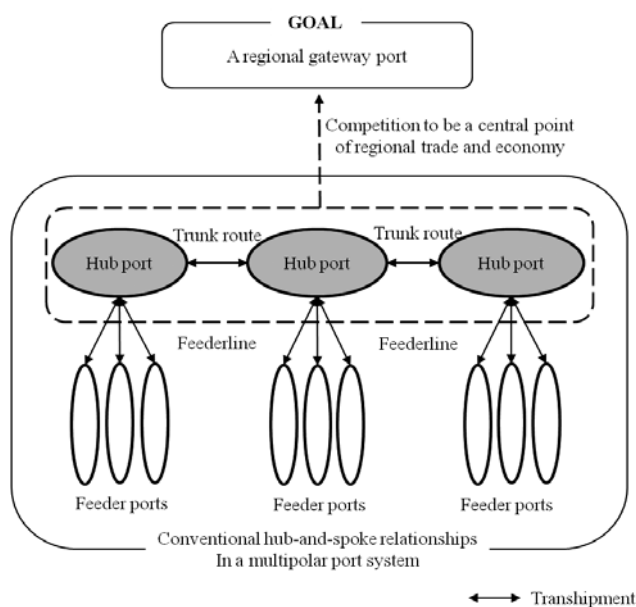 GOAL
A regional gateway port
Competition to be a central point
of regional trade and economy
Trunk route
Trunk route
Hub port
Hub port
Hub port
Feederline
Feederline
Feeder ports
Feeder ports
Feeder ports
Conventional hub-and-spoke relationships
In a multipolar port system
Transhipment